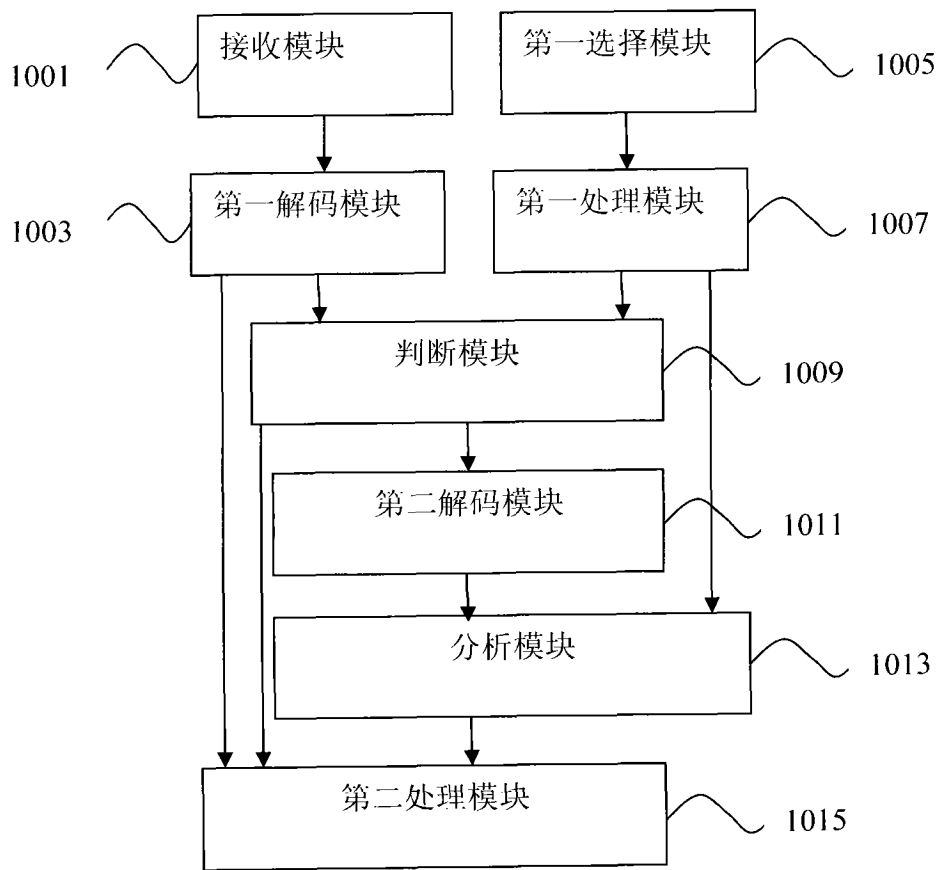 接收模块
第一选择模块
1001
1005
第一解码模块
第一处理模块
1003
1007
判断模块
1009
第二解码模块
1011
分析模块
1013
第二处理模块
1015